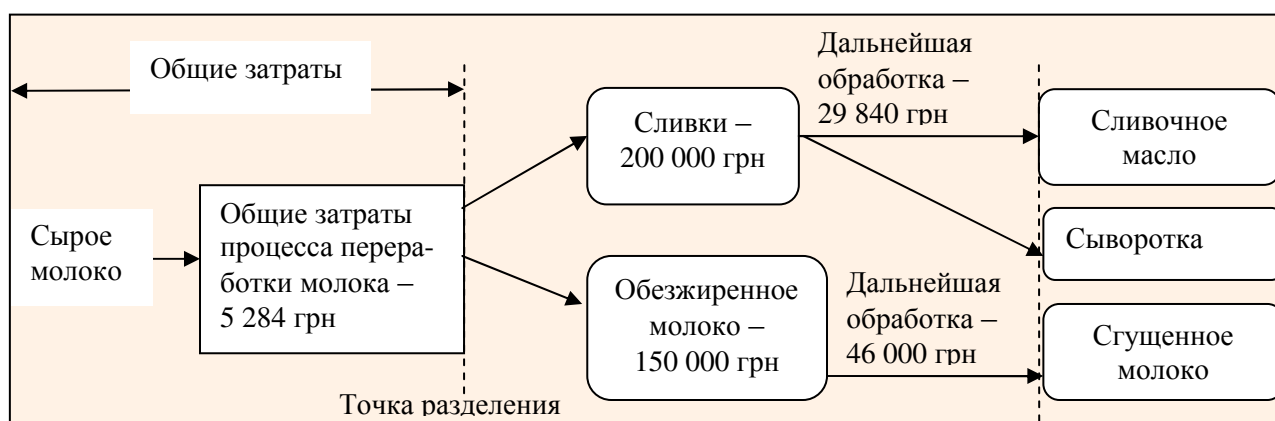 Общие затраты
Сырое
молоко
Общие затраты
процесса перера-
ботки молока –
5 284 грн
Точка разделения
Сливки –
200 000 грн
Обезжиренное
молоко –
150 000 грн
Дальнейшая
обработка –
29 840 грн
Дальнейшая
обработка –
46 000 грн
Сливочное
масло
Сыворотка
Сгущенное
молоко